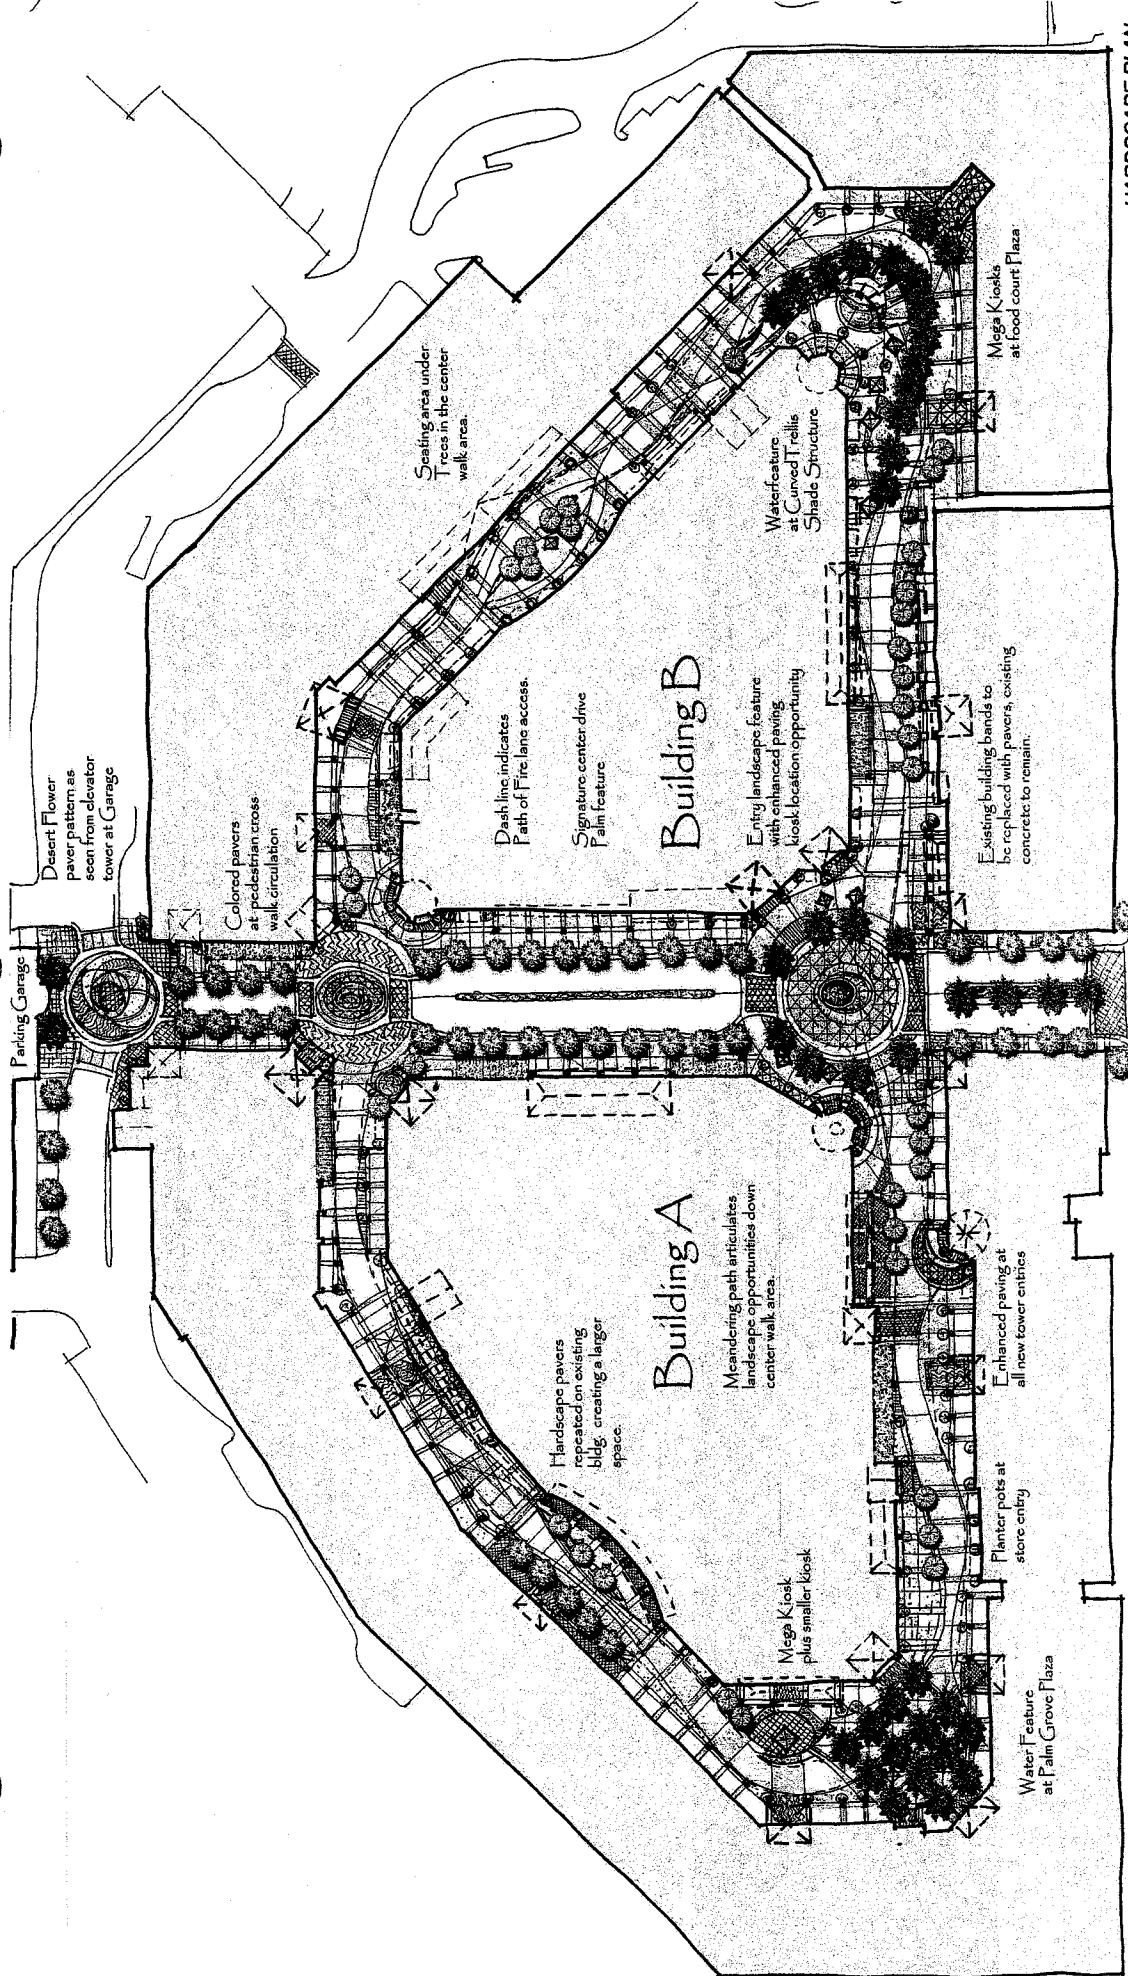 HARDSCAPE PLAN
Parking Garage
Desert Flower
paver pattern as
seen from elevator
tower at Garage
Colored pavers
at pedestrian cross
walk circulation
Seating area under
Trees in the center
walk area.
Dash line indicates
Path of Fire lane access.
Signature center drive
Palm feature
Building B
Entry landscape feature
with enhanced paving,
kiosk location opportunity
Waterfeature
at Curved Trellis
Shade Structure
Mega Kiosks
at food court Plaza
Existing building bands to
be replaced with pavers, existing
concrete to remain.
Hardscape pavers
repeated on existing
bldg. creating a larger
space.
Building A
Meandering path articulates
landscape opportunities down
center walk area.
Mega Kiosk
plus smaller kiosk
Enhanced paving at
all new tower entries
Planter pots at
store entry
Water Feature
at Palm Grove Plaza